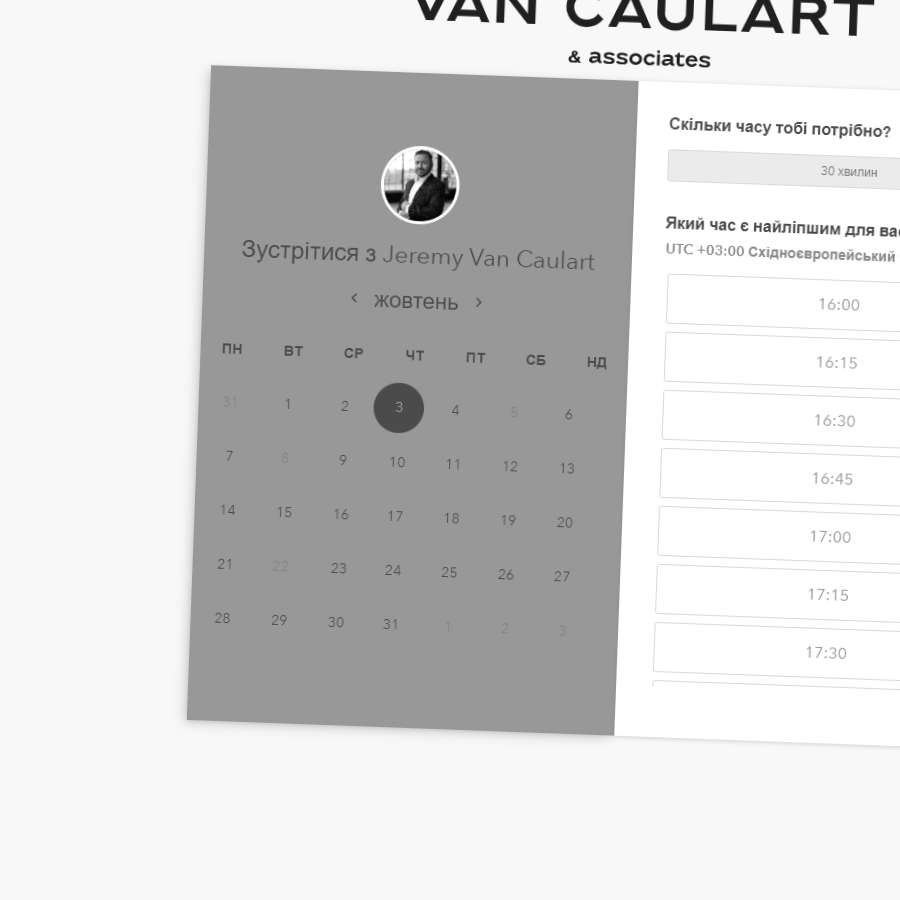 VAN CAULART
& associates
Зустрітися з Jeremy Van Caulart
жовтень
ПН ВТ СР ЧТ ПТ СБ НД
31 1 2 3 4 5 6
7 8 9 10 11 12 13
14 15 16 17 18 19 20
21 22 23 24 25 26 27
28 29 30 31 1 2 3
Скільки часу тобі потрібно?
30 хвилин
Який час є найліпшим для
UTC +03:00 Східноєвропейський
16:00
16:15
16:30
16:45
17:00
17:15
17:30